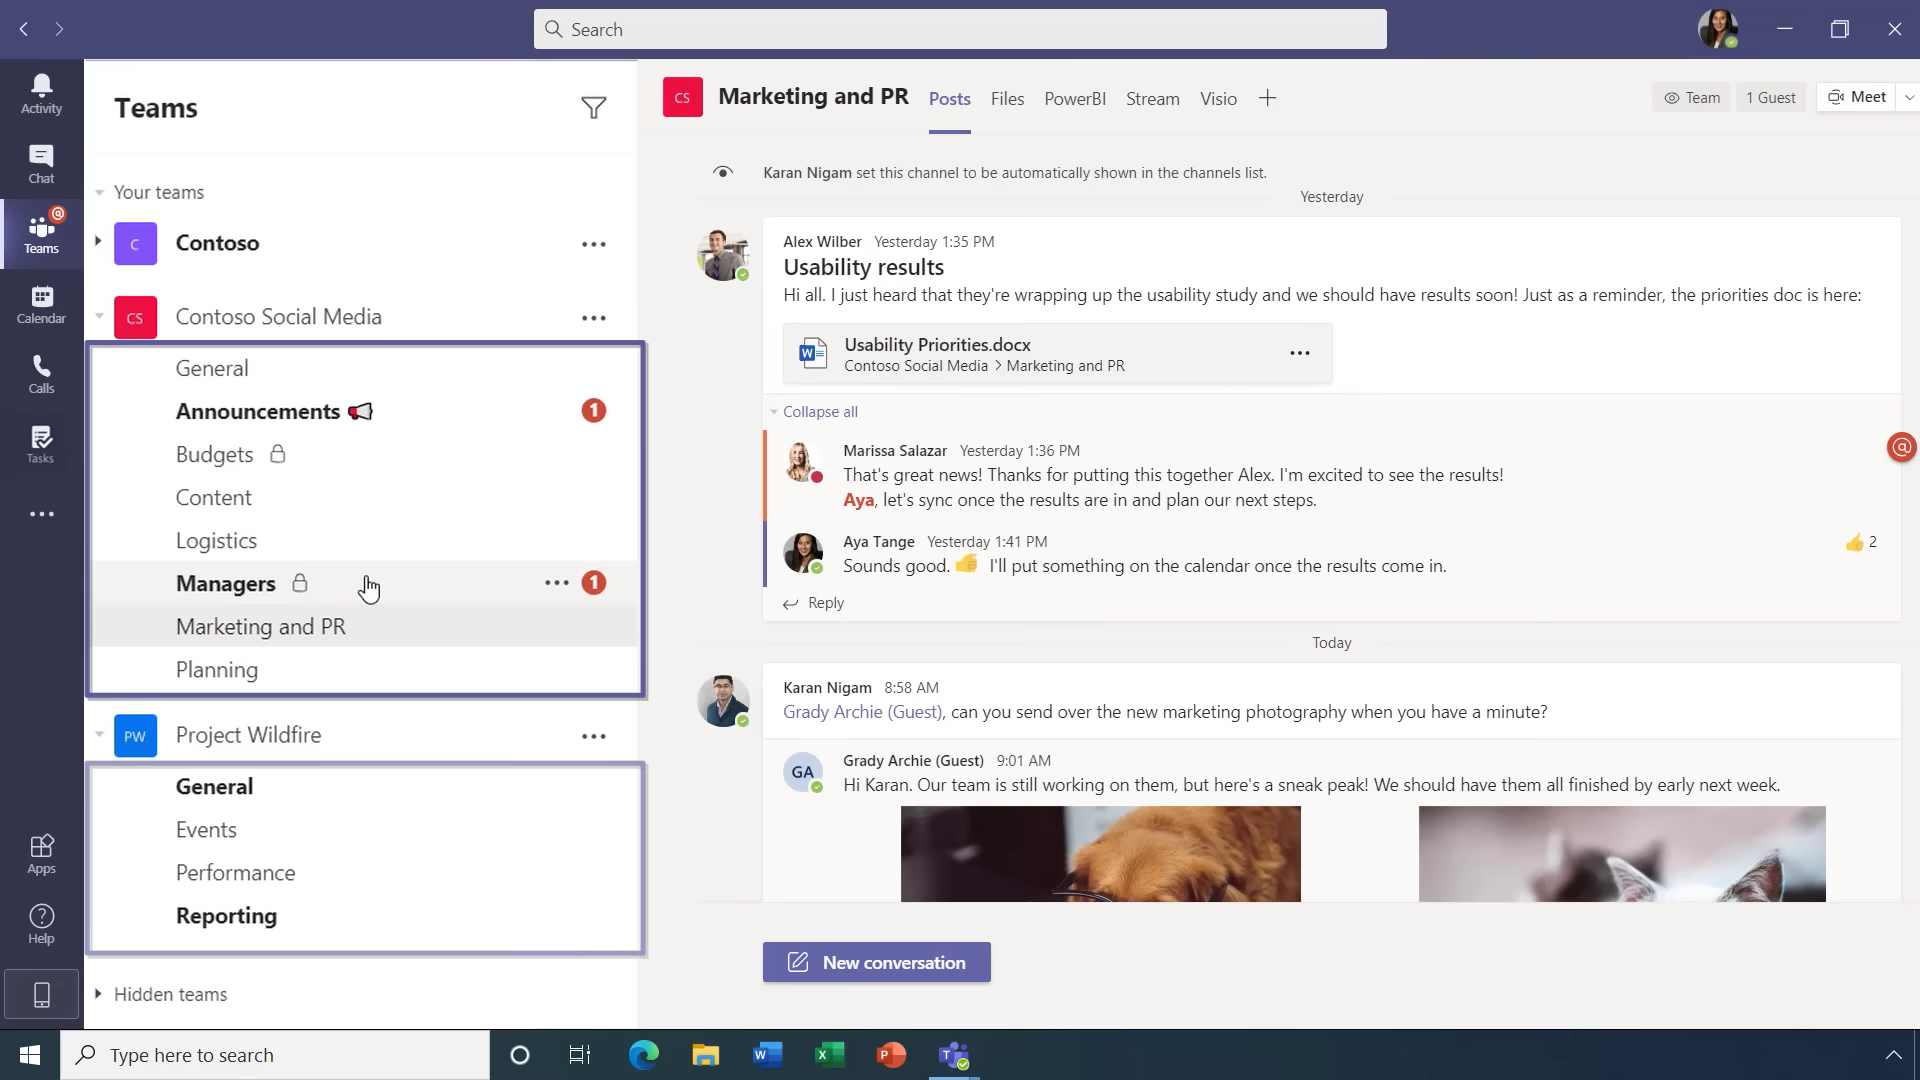 Search
Activity
Chat
Teams
Calendar
Calls
Tasks
Apps
Help
Teams
Your teams
C
Contoso
CS
Contoso Social Media
General
Announcements
1
Budgets
Content
Logistics
Managers
1
Marketing and PR
Planning
PW
Project Wildfire
General
Events
Performance
Reporting
Hidden teams
CS
Marketing and PR
Posts
Files
PowerBI
Stream
Visio
Team
1 Guest
Meet
Karan Nigam set this channel to be automatically shown in the channels list.
Yesterday
Alex Wilber Yesterday 1:35 PM
Usability results
Hi all. I just heard that they're wrapping up the usability study and we should have results soon! Just as a reminder, the priorities doc is here:
W
Usability Priorities.docx
Contoso Social Media > Marketing and PR
Collapse all
Marissa Salazar Yesterday 1:36 PM
That's great news! Thanks for putting this together Alex. I'm excited to see the results!
Aya, let's sync once the results are in and plan our next steps.
@
Aya Tange Yesterday 1:41 PM
👍 2
Sounds good. 👍 I'll put something on the calendar once the results come in.
Reply
Today
Karan Nigam 8:58 AM
Grady Archie (Guest), can you send over the new marketing photography when you have a minute?
GA
Grady Archie (Guest) 9:01 AM
Hi Karan. Our team is still working on them, but here's a sneak peak! We should have them all finished by early next week.
New conversation
Type here to search